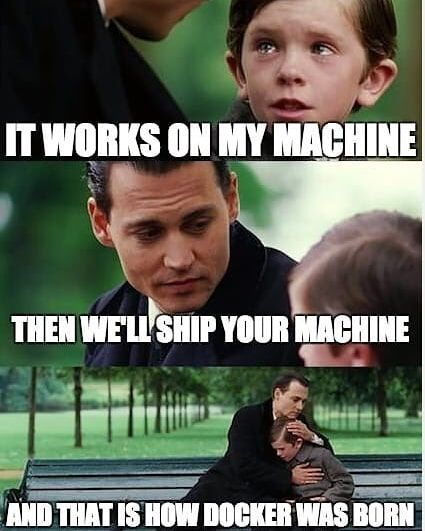 IT WORKS ON MY MACHINE
THEN WE'LL SHIP YOUR MACHINE
AND THAT IS HOW DOCKER WAS BORN